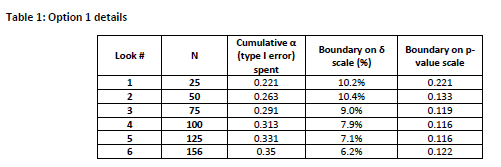 Table 1: Option 1 details
Look # N Cumulative α (type I error) spent Boundary on δ scale (%) Boundary on p-value scale
1 25 0.221 10.2% 0.221
2 50 0.263 10.4% 0.133
3 75 0.291 9.0% 0.119
4 100 0.313 7.9% 0.116
5 125 0.331 7.1% 0.116
6 156 0.35 6.2% 0.122